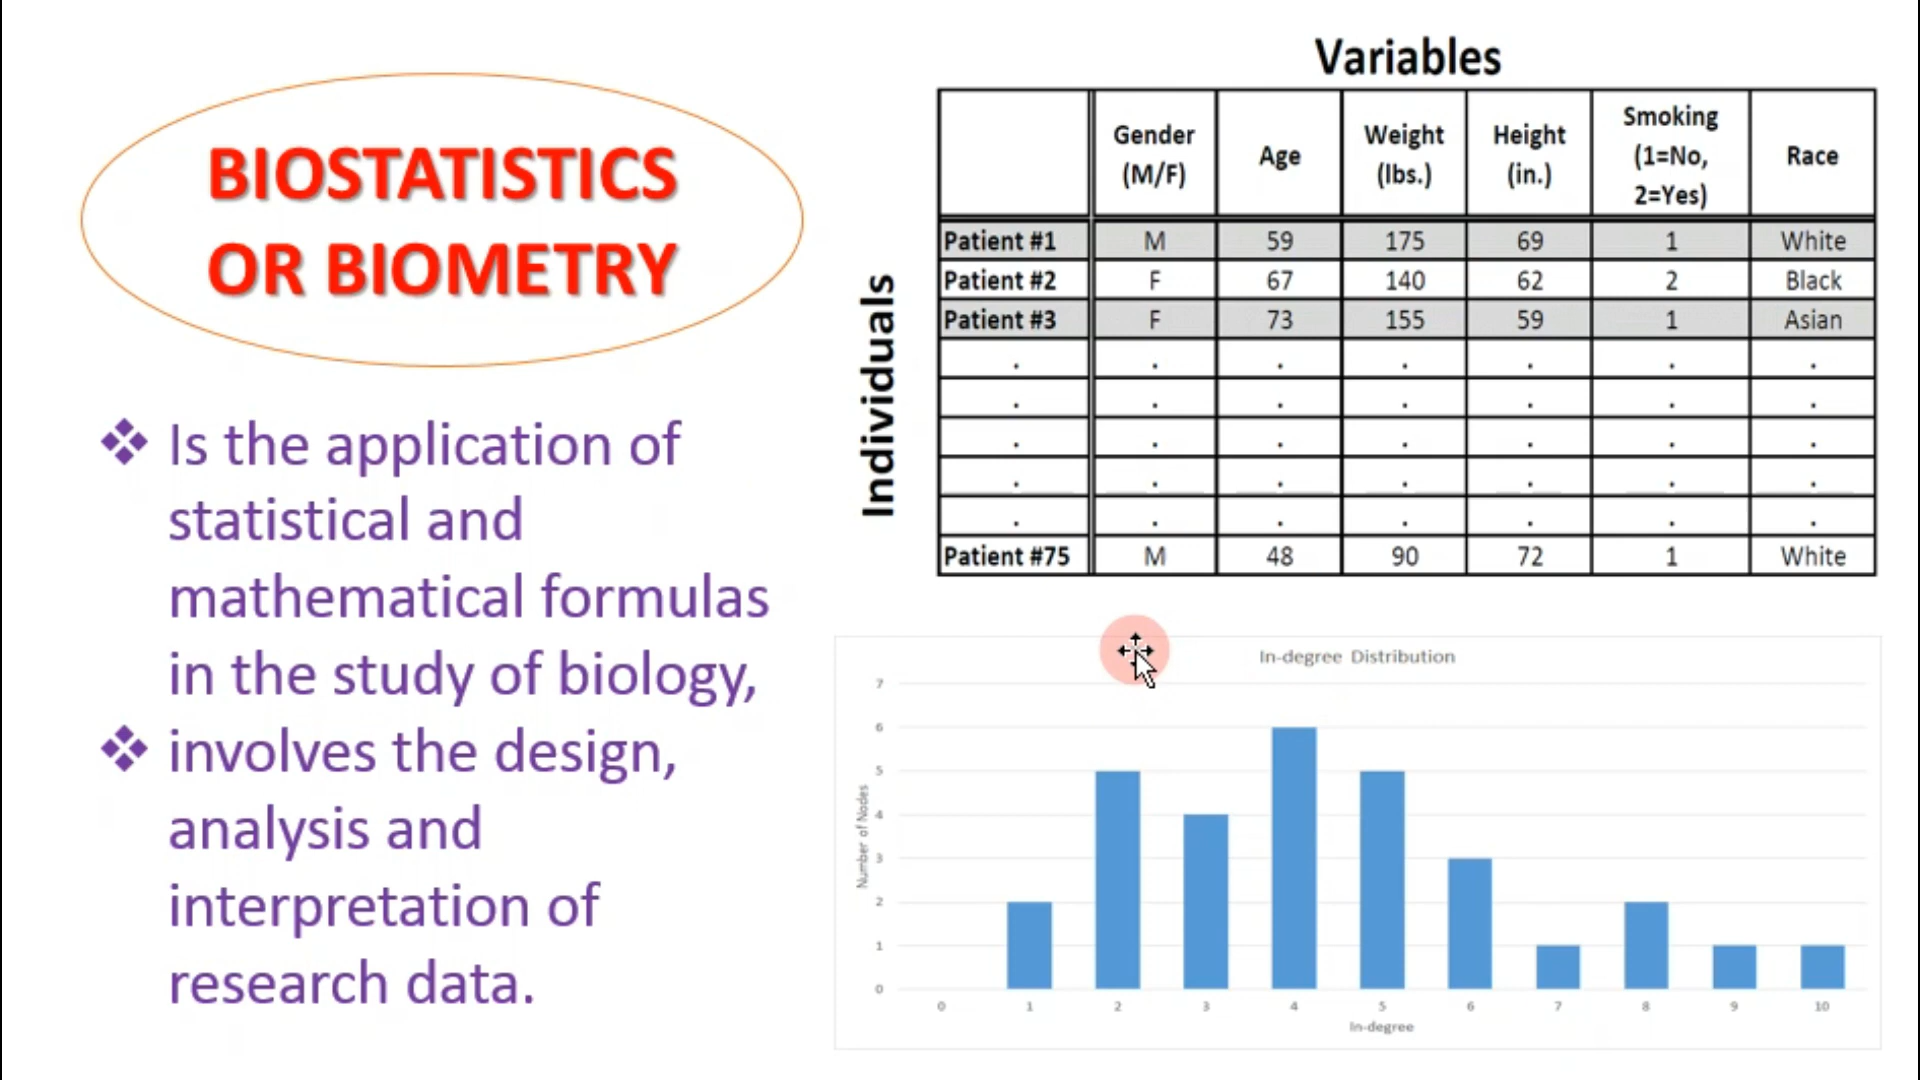 BIOSTATISTICS
OR BIOMETRY
❖ Is the application of
statistical and
mathematical formulas
in the study of biology,
❖ involves the design,
analysis and
interpretation of
research data.
Variables
Individuals
Gender (M/F) Age Weight (lbs.) Height (in.) Smoking (1=No, 2=Yes) Race
Patient #1 M 59 175 69 1 White
Patient #2 F 67 140 62 2 Black
Patient #3 F 73 155 59 1 Asian
. . . . . . .
. . . . . . .
. . . . . . .
. . . . . . .
. . . . . . .
Patient #75 M 48 90 72 1 White
In-degree Distribution
Number of Nodes
7
6
5
4
3
2
1
0
0 1 2 3 4 5 6 7 8 9 10
In-degree